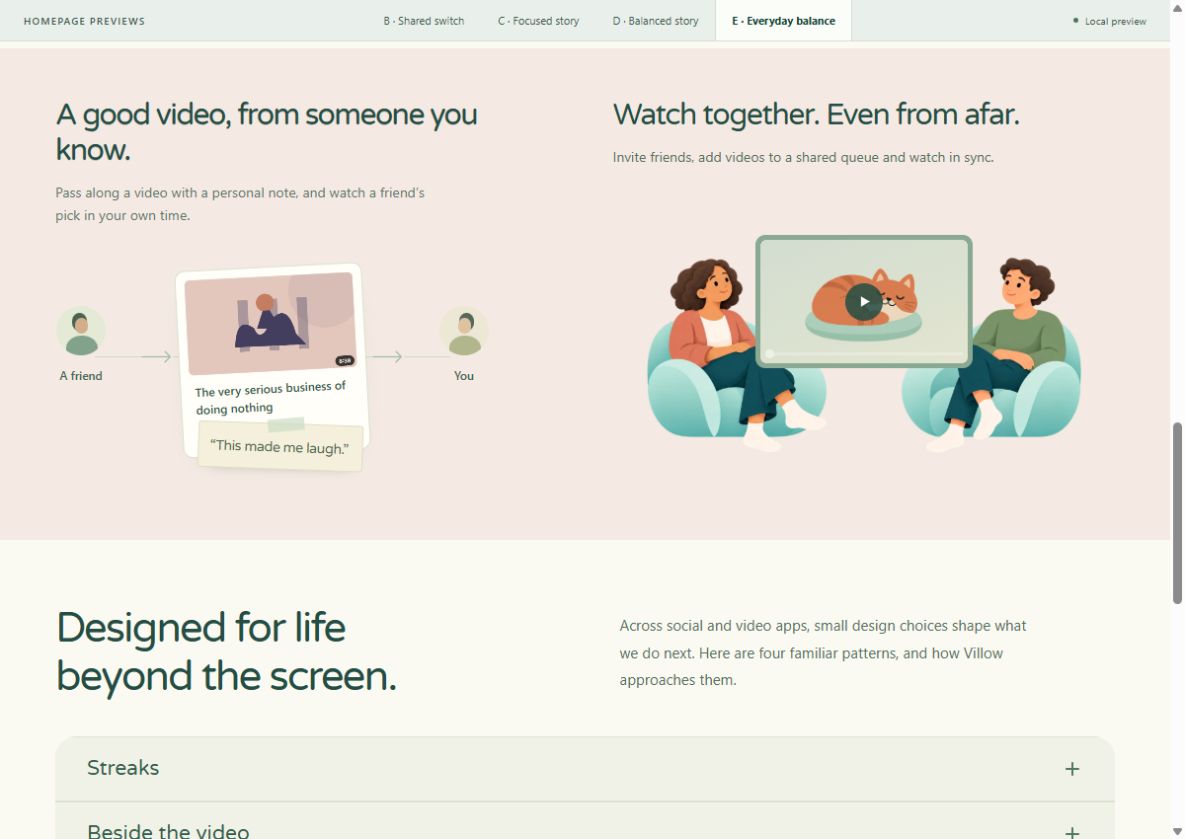 HOMEPAGE PREVIEWS
B · Shared switch
C · Focused story
D · Balanced story
E · Everyday balance
Local preview
A good video, from someone you
know.
Pass along a video with a personal note, and watch a friend's
pick in your own time.
A friend
8:38
The very serious business of
doing nothing
“This made me laugh.”
You
Watch together. Even from afar.
Invite friends, add videos to a shared queue and watch in sync.
Designed for life
beyond the screen.
Across social and video apps, small design choices shape what
we do next. Here are four familiar patterns, and how Villow
approaches them.
Streaks
Beside the video